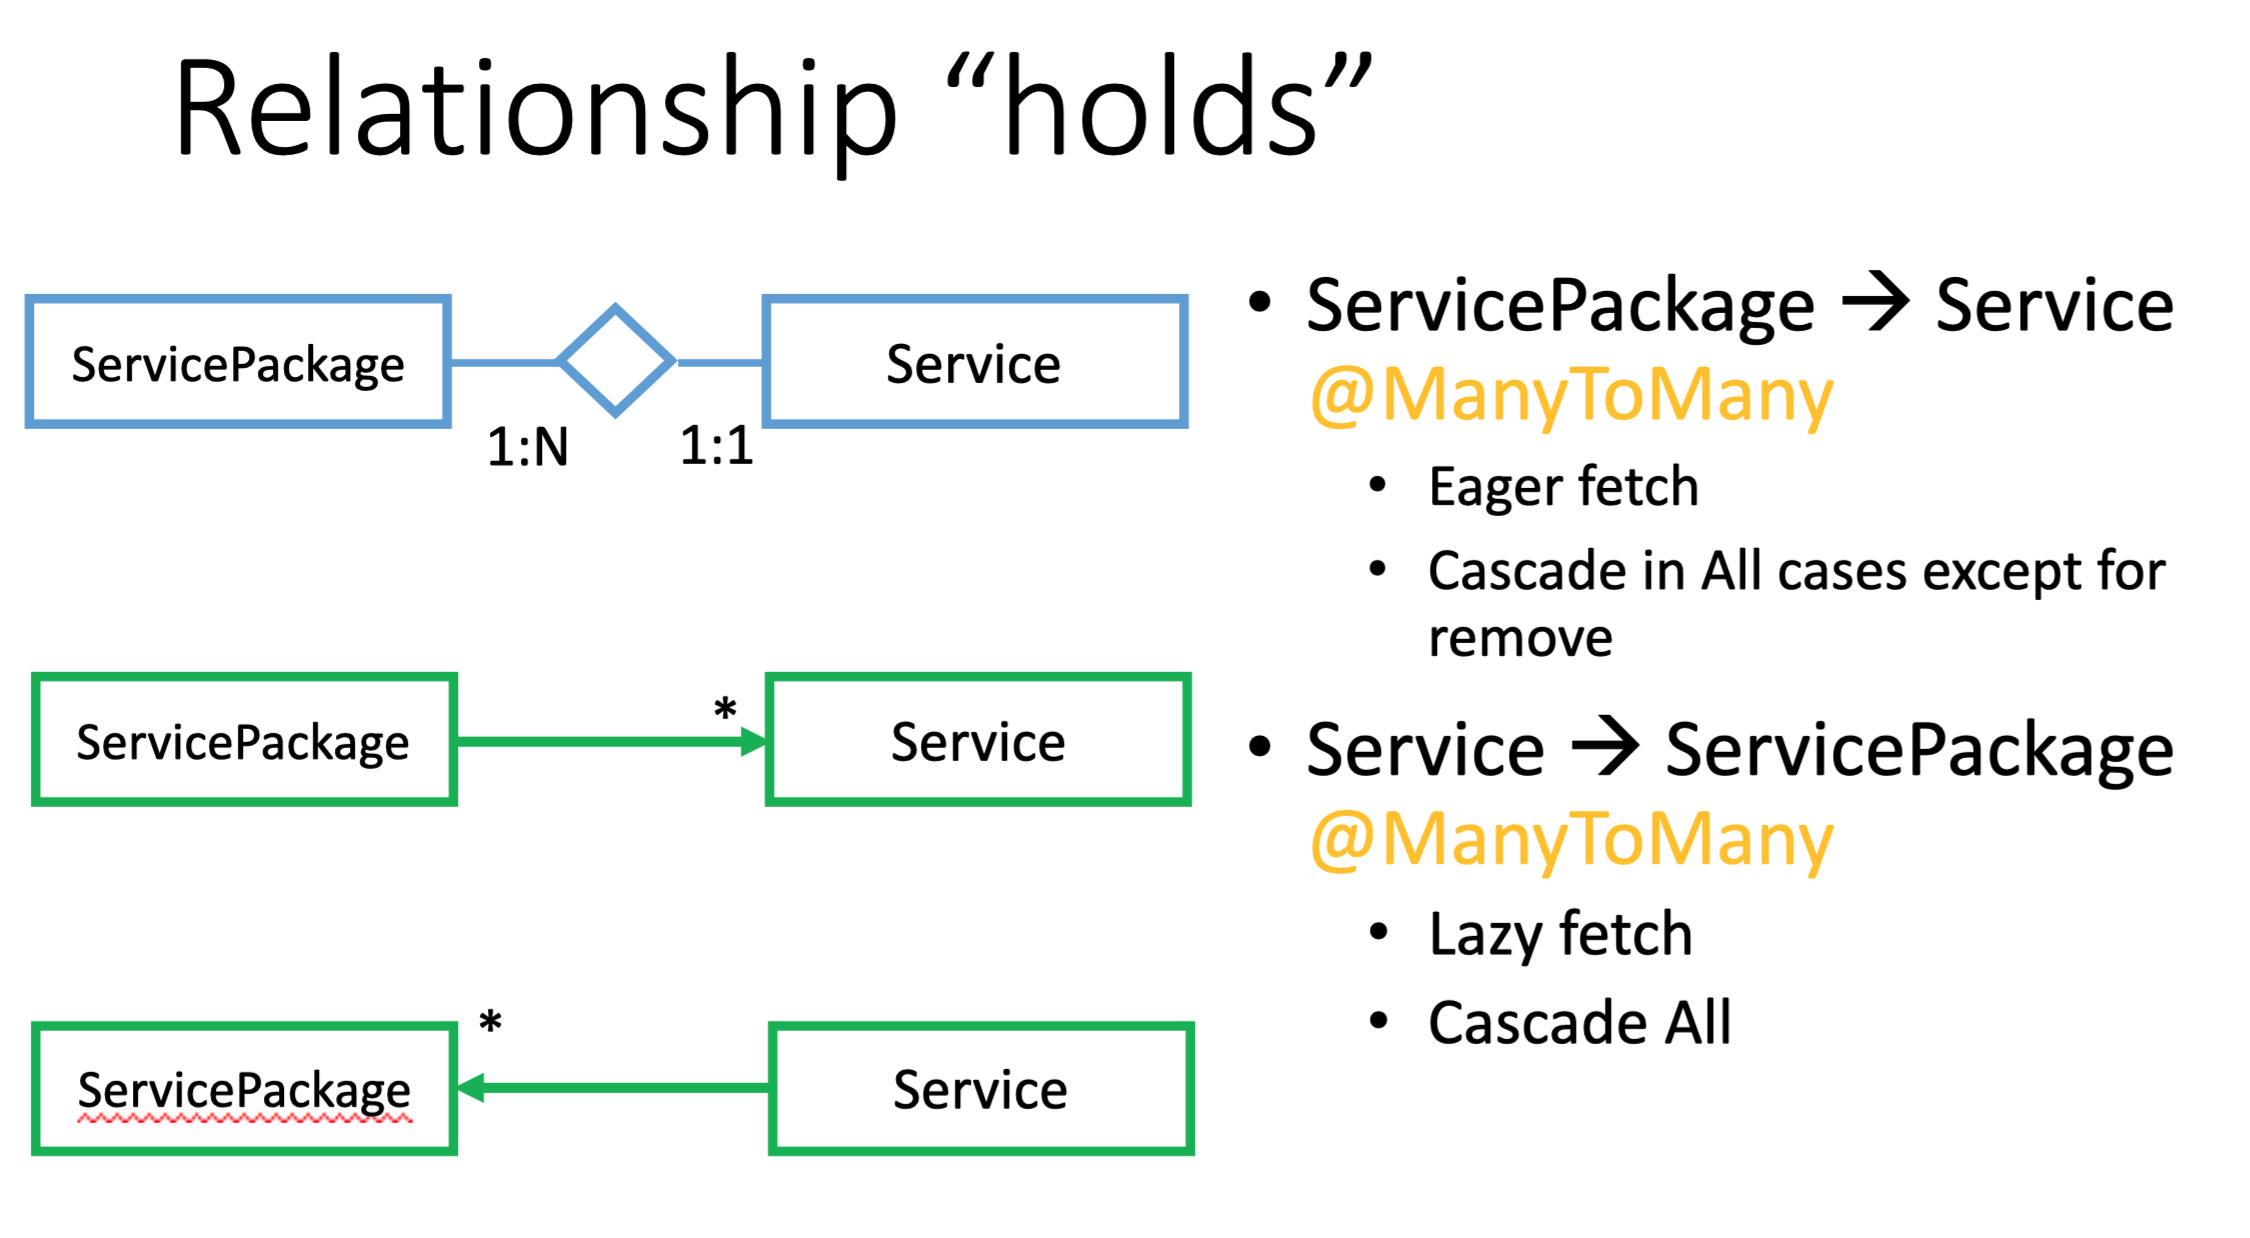 Relationship “holds”
ServicePackage
Service
1:N
1:1
ServicePackage
*
Service
ServicePackage
*
Service
• ServicePackage → Service
@ManyToMany
• Eager fetch
• Cascade in All cases except for
remove
• Service → ServicePackage
@ManyToMany
• Lazy fetch
• Cascade All